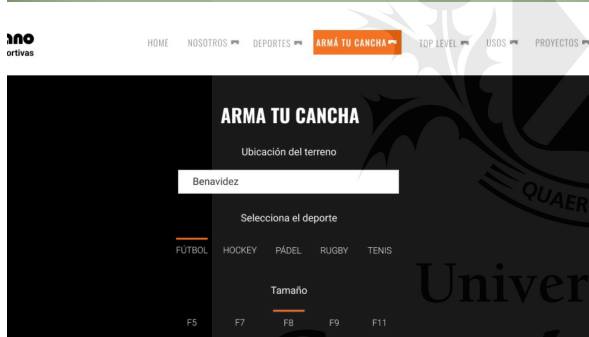 ano
ortivas
HOME NOSOTROS DEPORTES ARMÁ TU CANCHA TOP LEVEL USOS PROYECTOS
ARMA TU CANCHA
Ubicación del terreno
Benavidez
Selecciona el deporte
FÚTBOL HOCKEY PÁDEL RUGBY TENIS
Tamaño
F5 F7 F8 F9 F11
QUAER
Univer